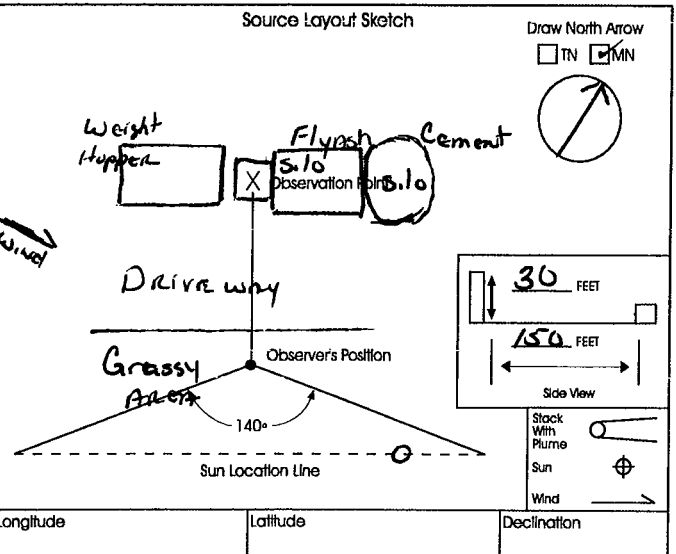 Source Layout Sketch
Draw North Arrow
TN MN
Weight
Hopper
Flyash
Silo
Cement
Silo
X
Observation Point
Wind
Driveway
30 FEET
150 FEET
Side View
Grassy
Area
Observer's Position
140°
Sun Location Line
Stack
With
Plume
Sun
Wind
Longitude
Latitude
Declination